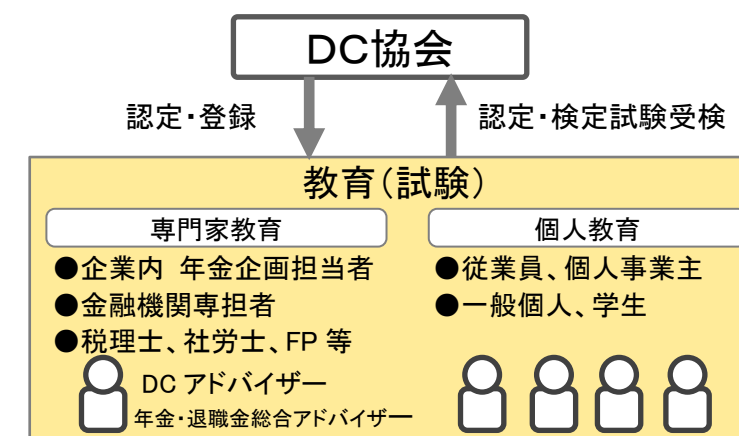 DC協会
認定・登録
認定・検定試験受検
教育（試験）
専門家教育
●企業内 年金企画担当者
●金融機関専担者
●税理士、社労士、FP 等
DC アドバイザー
年金・退職金総合アドバイザー
個人教育
●従業員、個人事業主
●一般個人、学生